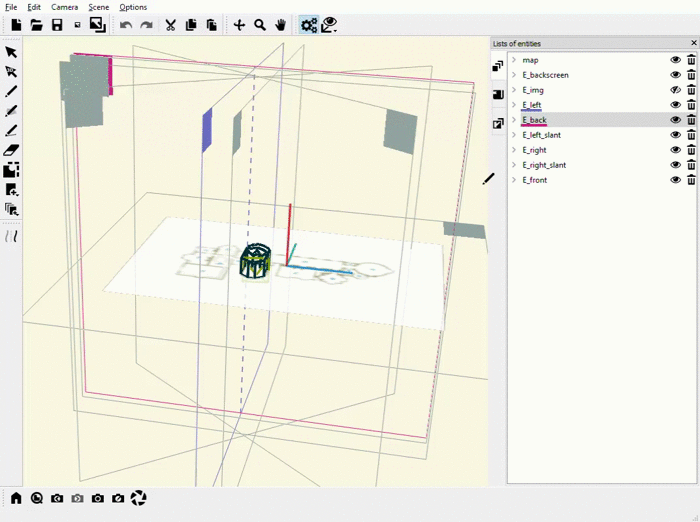 File Edit Camera Scene Options
Lists of entities
map
E_backscreen
E_img
E_left
E_back
E_left_slant
E_right
E_right_slant
E_front